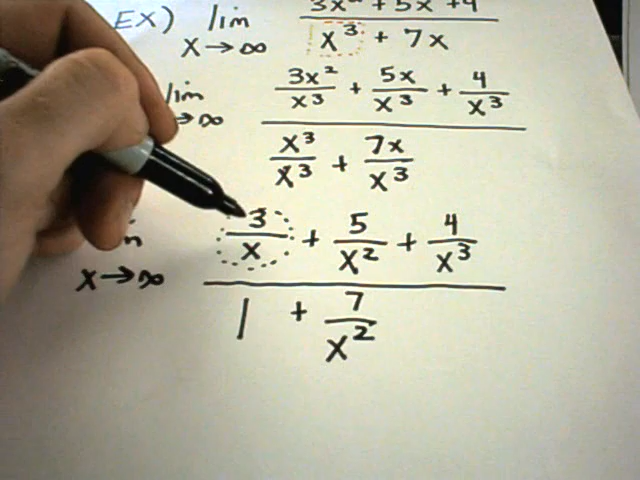 EX) lim 3x² + 5x + 4
x→∞ x³ + 7x
lim 3x²/x³ + 5x/x³ + 4/x³
→∞ x³/x³ + 7x/x³
3/x + 5/x² + 4/x³
x→∞ 1 + 7/x²